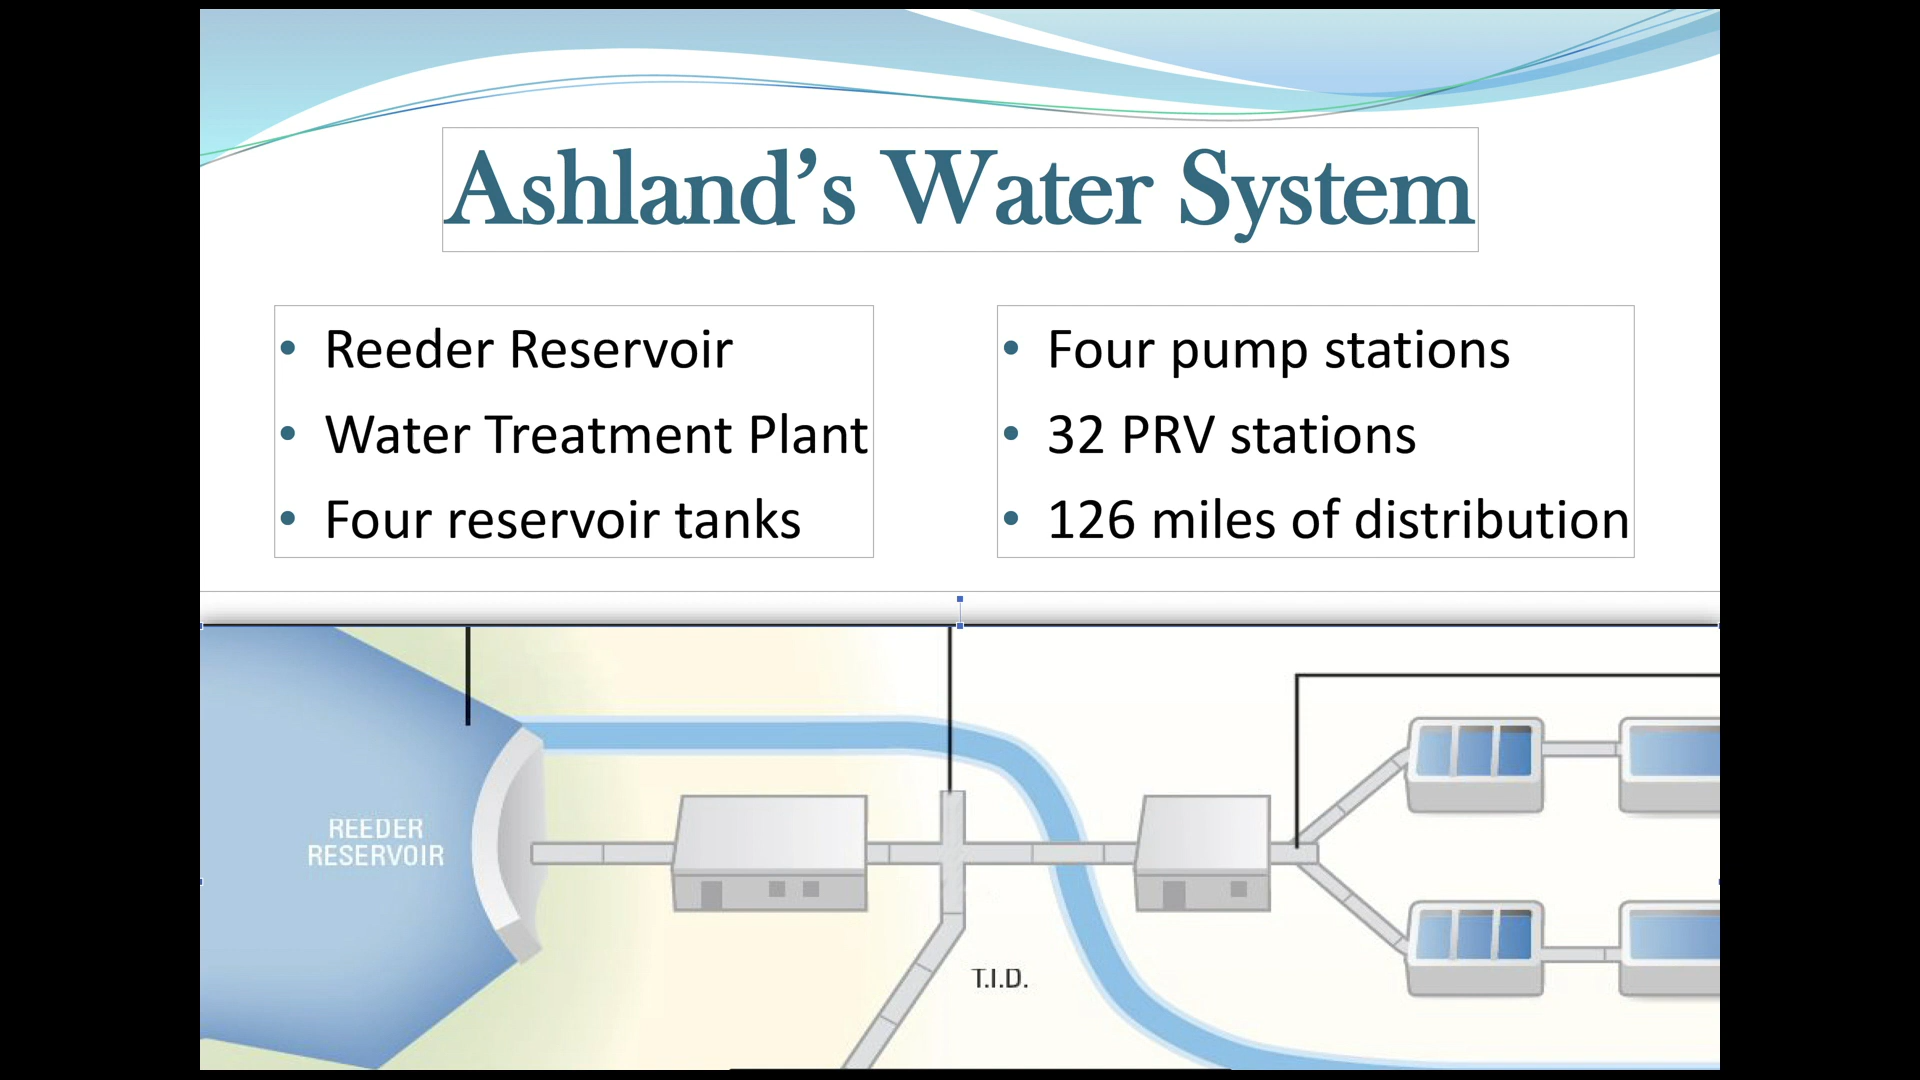 Ashland’s Water System
• Reeder Reservoir
• Water Treatment Plant
• Four reservoir tanks
• Four pump stations
• 32 PRV stations
• 126 miles of distribution
REEDER
RESERVOIR
T.I.D.